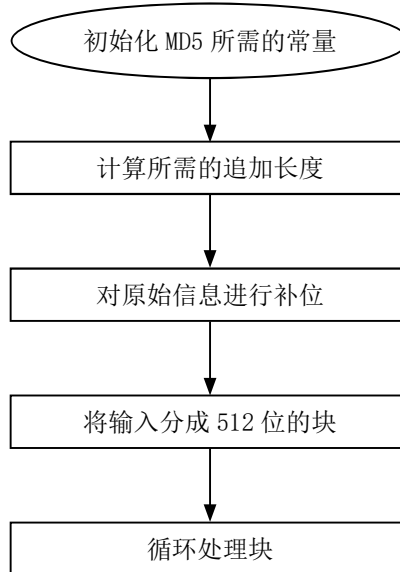 初始化 MD5 所需的常量
计算所需的追加长度
对原始信息进行补位
将输入分成 512 位的块
循环处理块